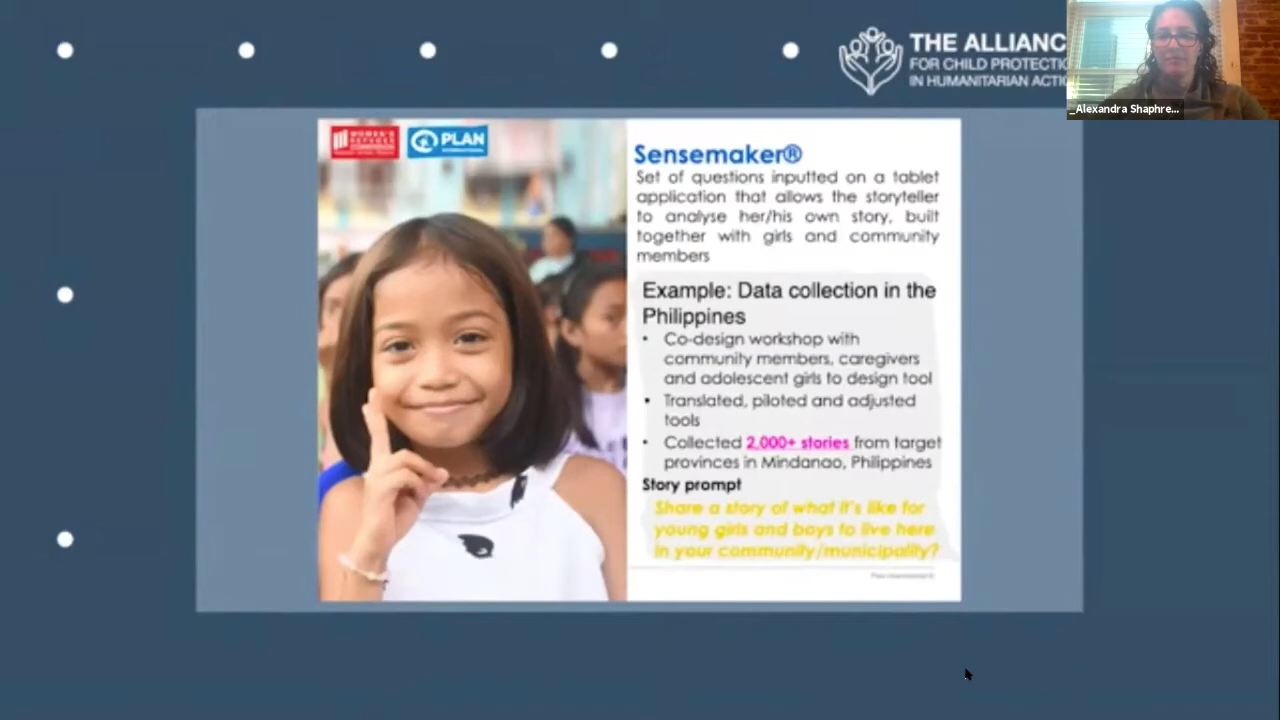 THE ALLIANC
FOR CHILD PROTECTIO
IN HUMANITARIAN ACTIO
_Alexandra Shaphre...
WOMEN'S
REFUGEE
COMMISSION
PLAN
INTERNATIONAL
Sensemaker®
Set of questions inputted on a tablet
application that allows the storyteller
to analyse her/his own story, built
together with girls and community
members
Example: Data collection in the
Philippines
• Co-design workshop with
community members, caregivers
and adolescent girls to design tool
• Translated, piloted and adjusted
tools
• Collected 2,000+ stories from target
provinces in Mindanao, Philippines
Story prompt
Share a story of what it's like for
young girls and boys to live here
in your community/municipality?